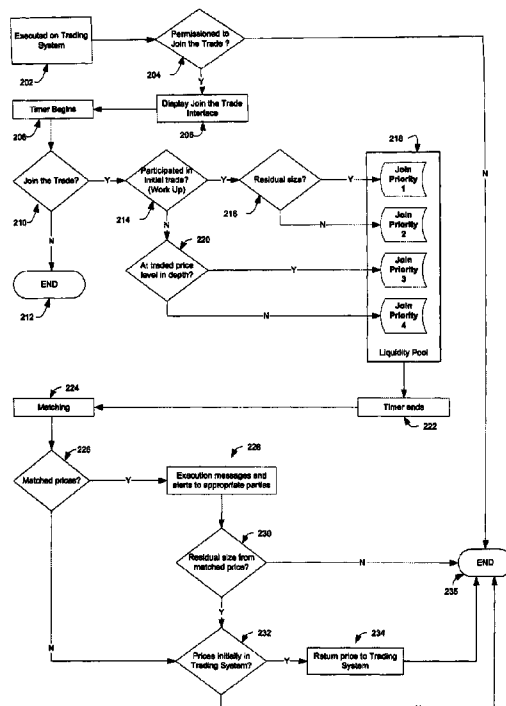 Executed on Trading
System
202
Permissioned to
Join the Trade ?
204
Y
N
Timer Begins
208
Display Join the Trade
Interface
206
Join the Trade?
210
Y
N
END
212
Participated in
initial trade?
(Work Up)
214
Y
N
Residual size?
216
Y
N
218
Join
Priority
1
Join
Priority
2
Join
Priority
3
Join
Priority
4
Liquidity Pool
220
At traded price
level in depth?
Y
N
Timer ends
222
224
Matching
226
Matched prices?
Y
N
228
Execution messages and
alerts to appropriate parties
230
Residual size from
matched price?
N
Y
END
236
232
Prices initially in
Trading System?
Y
234
Return price to Trading
System